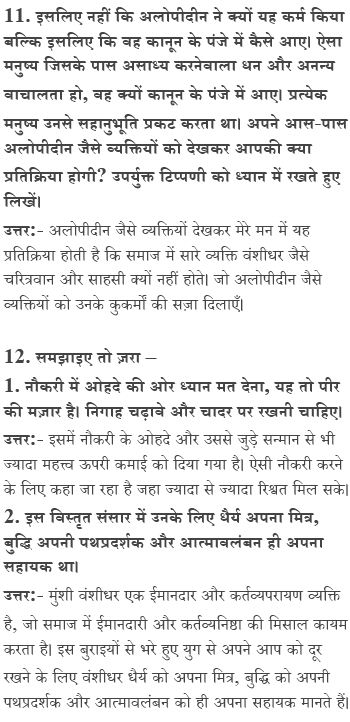 11. इसलिए नहीं कि अलोपीदीन ने क्यों यह कर्म किया
बल्कि इसलिए कि वह कानून के पंजे में कैसे आए। ऐसा
मनुष्य जिसके पास असाध्य करनेवाला धन और अनन्य
वाचालता हो, वह क्यों कानून के पंजे में आए। प्रत्येक
मनुष्य उनसे सहानुभूति प्रकट करता था। अपने आस-पास
अलोपीदीन जैसे व्यक्तियों को देखकर आपकी क्या
प्रतिक्रिया होगी? उपर्युक्त टिप्पणी को ध्यान में रखते हुए
लिखें।
उत्तर:- अलोपीदीन जैसे व्यक्तियों देखकर मेरे मन में यह
प्रतिक्रिया होती है कि समाज में सारे व्यक्ति वंशीधर जैसे
चरित्रवान और साहसी क्यों नहीं होते। जो अलोपीदीन जैसे
व्यक्तियों को उनके कुकर्मों की सज़ा दिलाएँ।
12. समझाइए तो ज़रा –
1. नौकरी में ओहदे की ओर ध्यान मत देना, यह तो पीर
की मज़ार है। निगाह चढ़ावे और चादर पर रखनी चाहिए।
उत्तर:- इसमें नौकरी के ओहदे और उससे जुड़े सन्मान से भी
ज्यादा महत्त्व ऊपरी कमाई को दिया गया है। ऐसी नौकरी करने
के लिए कहा जा रहा है जहा ज्यादा से ज्यादा रिश्वत मिल सके।
2. इस विस्तृत संसार में उनके लिए धैर्य अपना मित्र,
बुद्धि अपनी पथप्रदर्शक और आत्मावलंबन ही अपना
सहायक था।
उत्तर:- मुंशी वंशीधर एक ईमानदार और कर्तव्यपरायण व्यक्ति
है, जो समाज में ईमानदारी और कर्तव्यनिष्ठा की मिसाल कायम
करता है। इस बुराइयों से भरे हुए युग से अपने आप को दूर
रखने के लिए वंशीधर धैर्य को अपना मित्र, बुद्धि को अपनी
पथप्रदर्शक और आत्मावलंबन को ही अपना सहायक मानते हैं।